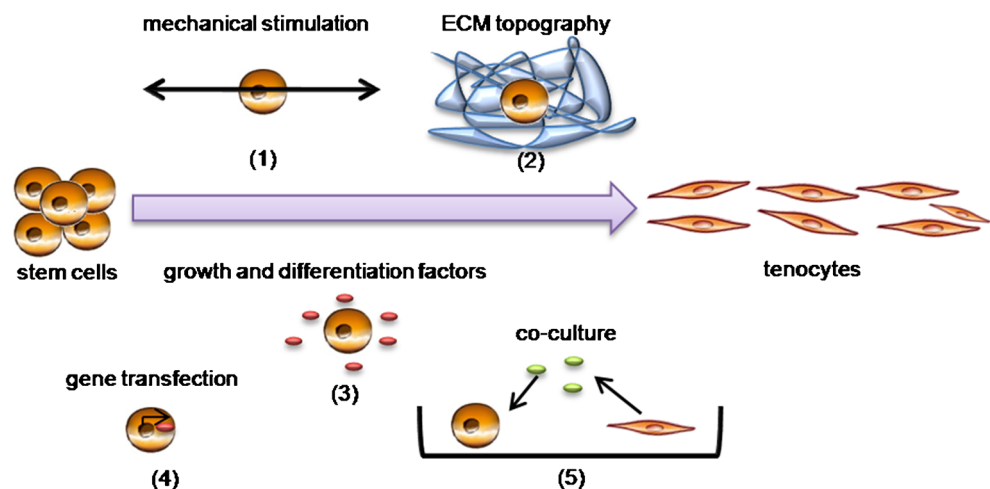 mechanical stimulation
ECM topography
(1)
(2)
stem cells
growth and differentiation factors
tenocytes
co-culture
gene transfection
(3)
(4)
(5)